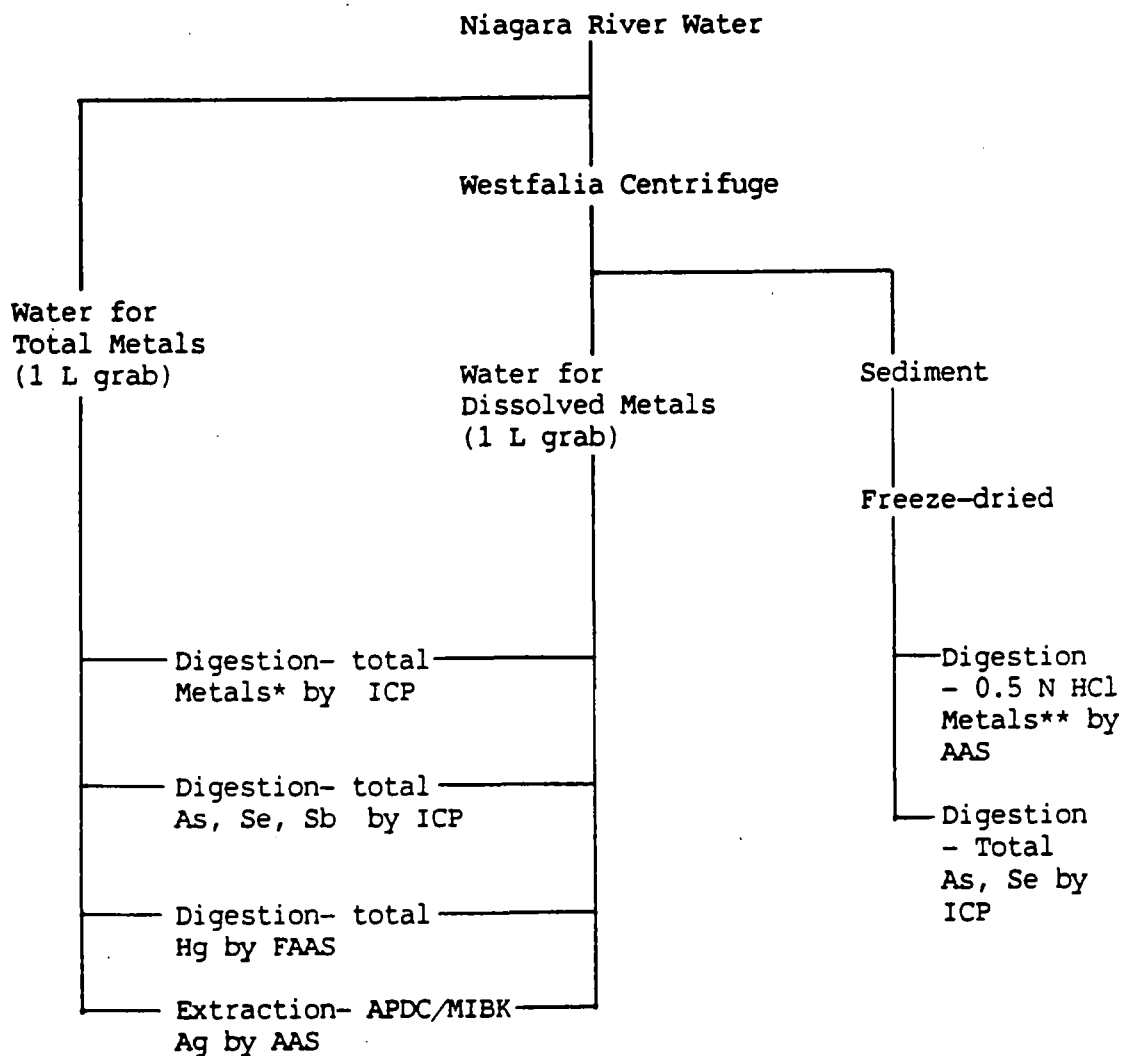 Niagara River Water
Westfalia Centrifuge
Water for
Total Metals
(1 L grab)
Water for
Dissolved Metals
(1 L grab)
Sediment
Freeze-dried
Digestion- total
Metals* by ICP
Digestion- total
As, Se, Sb by ICP
Digestion- total
Hg by FAAS
Extraction- APDC/MIBK
Ag by AAS
Digestion
- 0.5 N HCl
Metals** by
AAS
Digestion
- Total
As, Se by
ICP